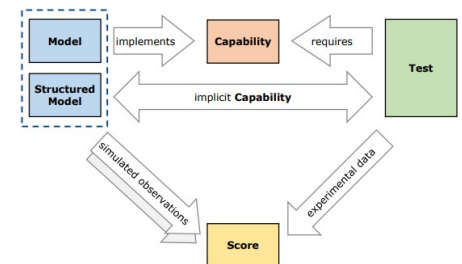 Model
implements
Capability
requires
Test
Structured
Model
implicit Capability
simulated observations
experimental data
Score